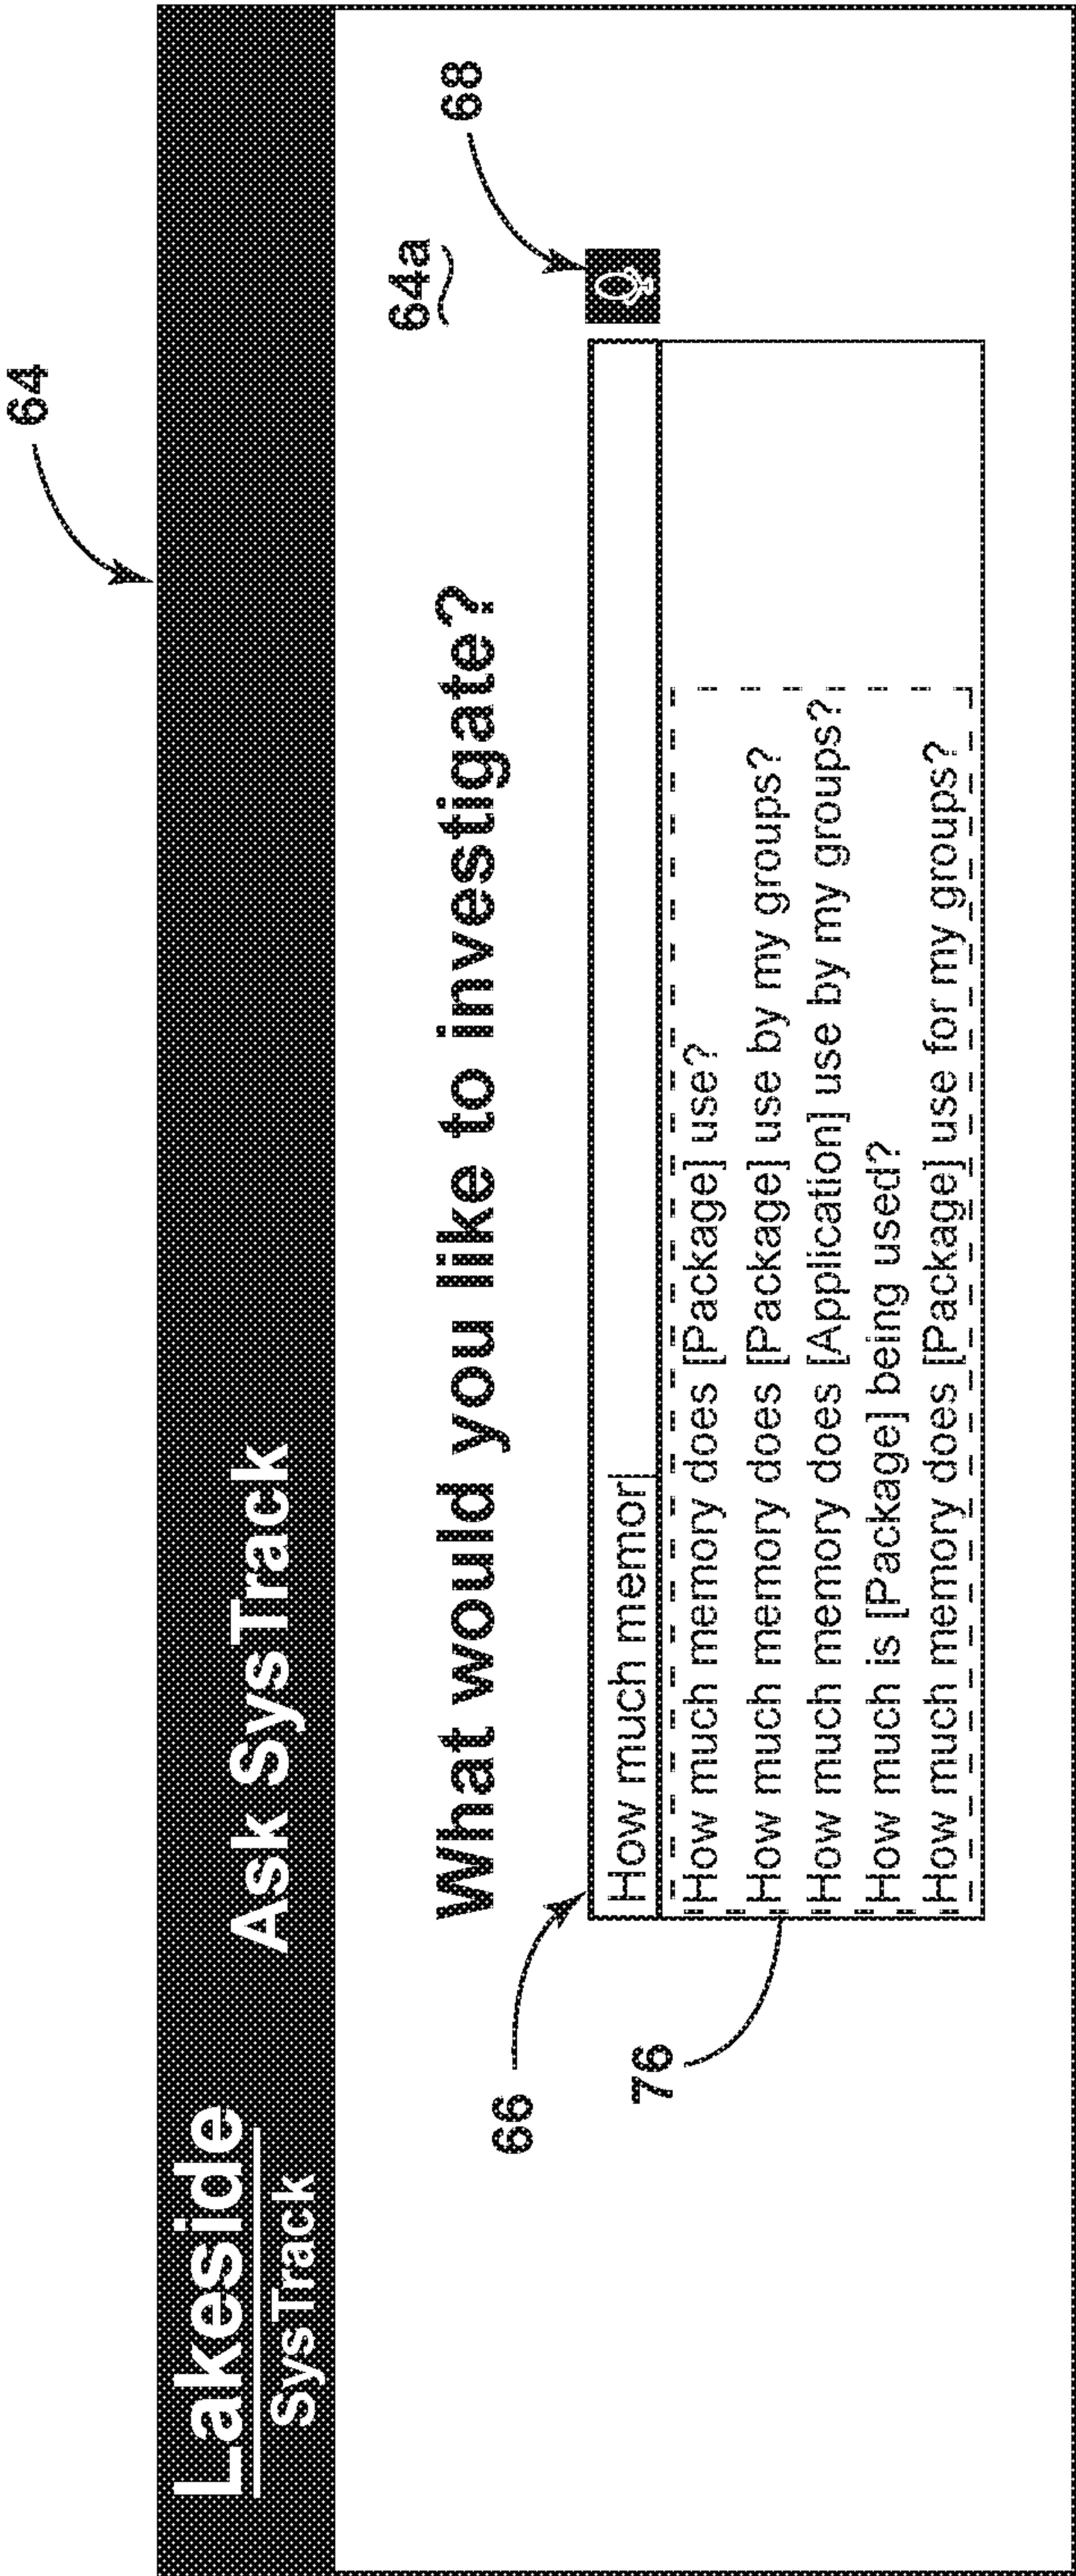 64
Lakeside
SysTrack
Ask SysTrack
64a
What would you like to investigate?
68
66
How much memor
76
How much memory does [Package] use?
How much memory does [Package] use by my groups?
How much memory does [Application] use by my groups?
How much is [Package] being used?
How much memory does [Package] use for my groups?